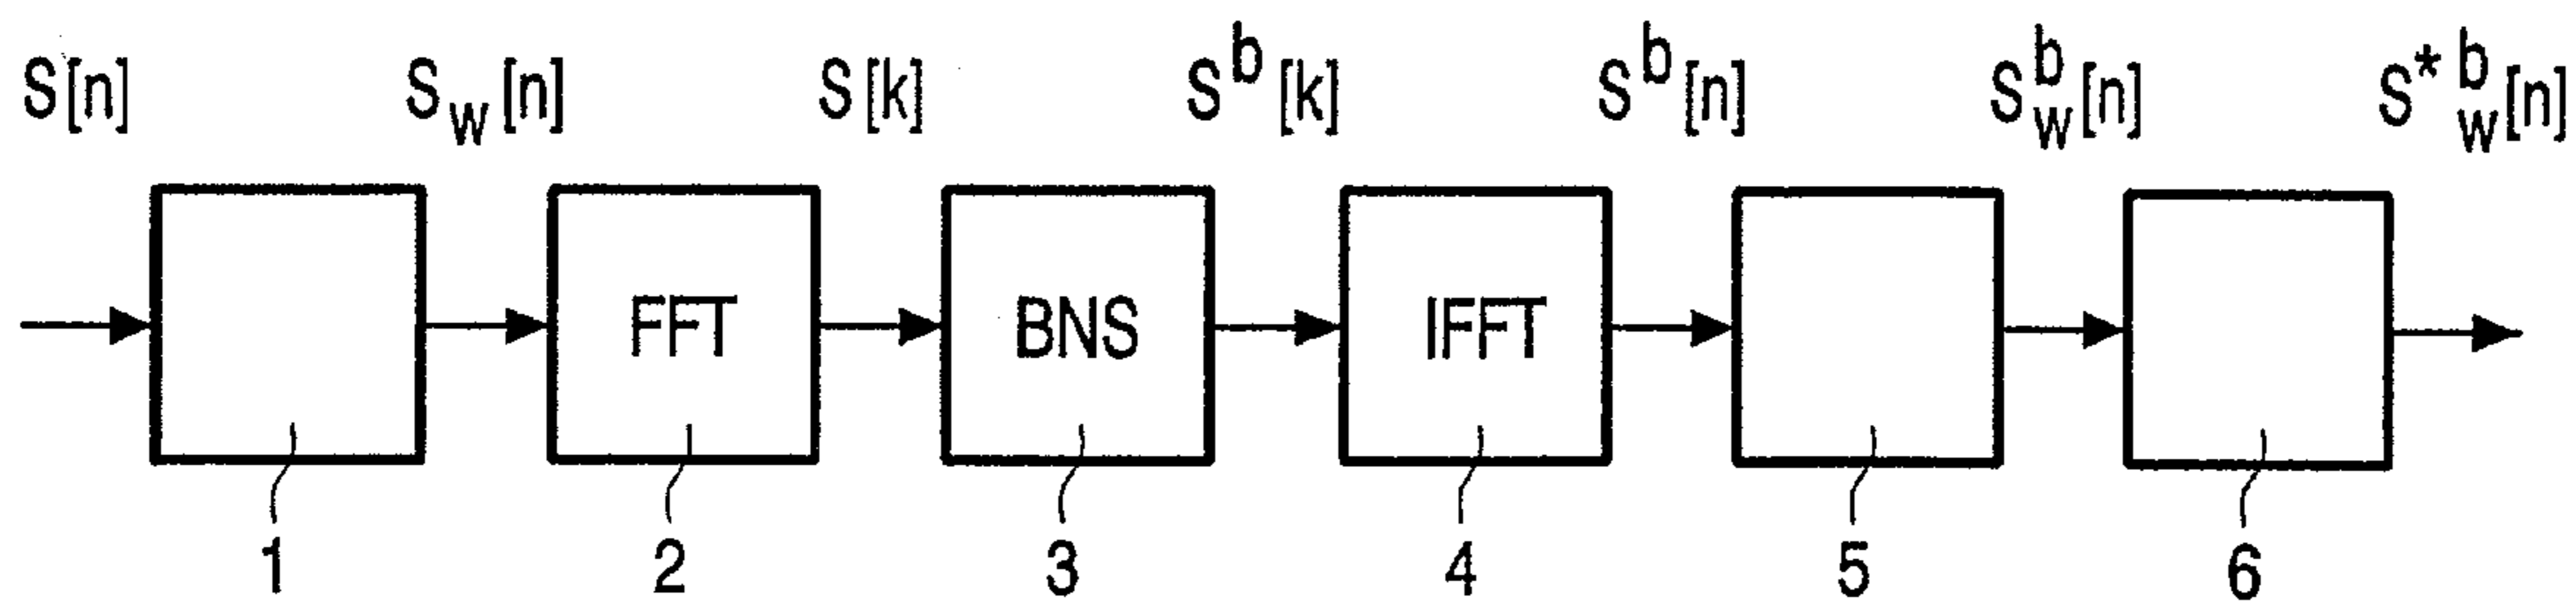 S[n] S_w[n] S[k] S^b[k] S^b[n] S^b_w[n] S*^b_w[n]
FFT BNS IFFT
1 2 3 4 5 6